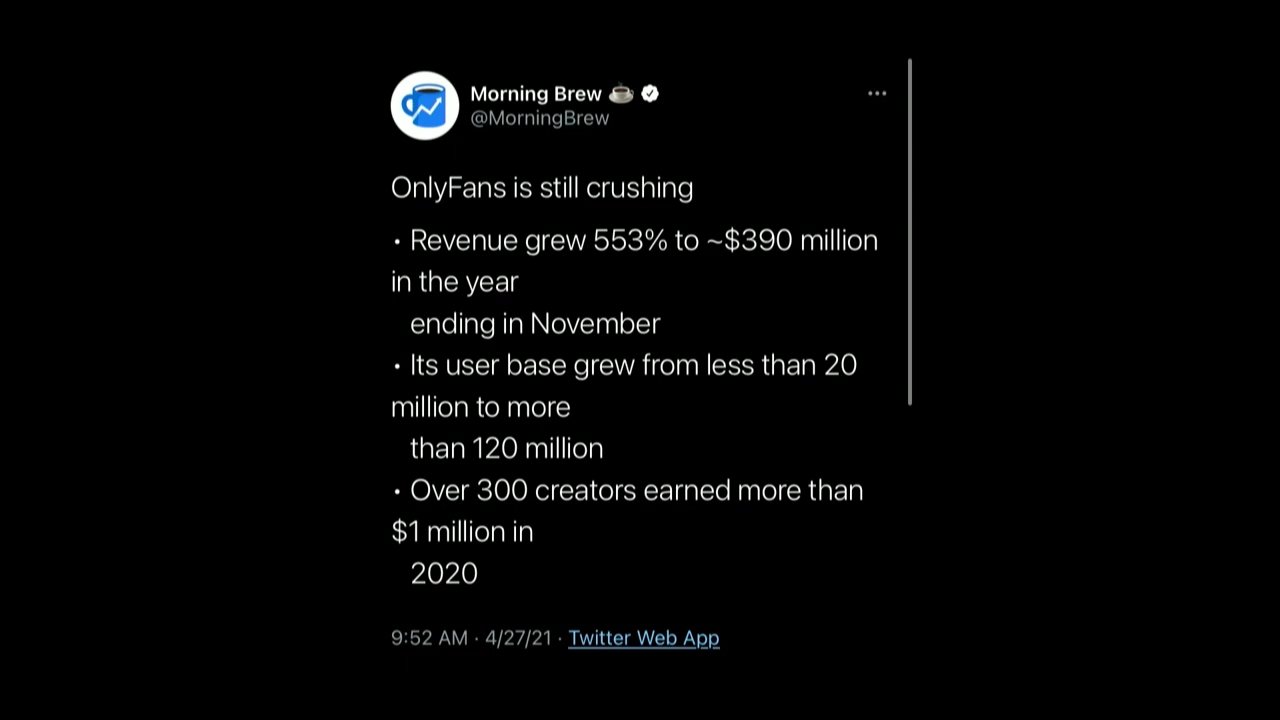 Morning Brew ☕
@MorningBrew
OnlyFans is still crushing
• Revenue grew 553% to ~$390 million
in the year
ending in November
• Its user base grew from less than 20
million to more
than 120 million
• Over 300 creators earned more than
$1 million in
2020
9:52 AM · 4/27/21 · Twitter Web App